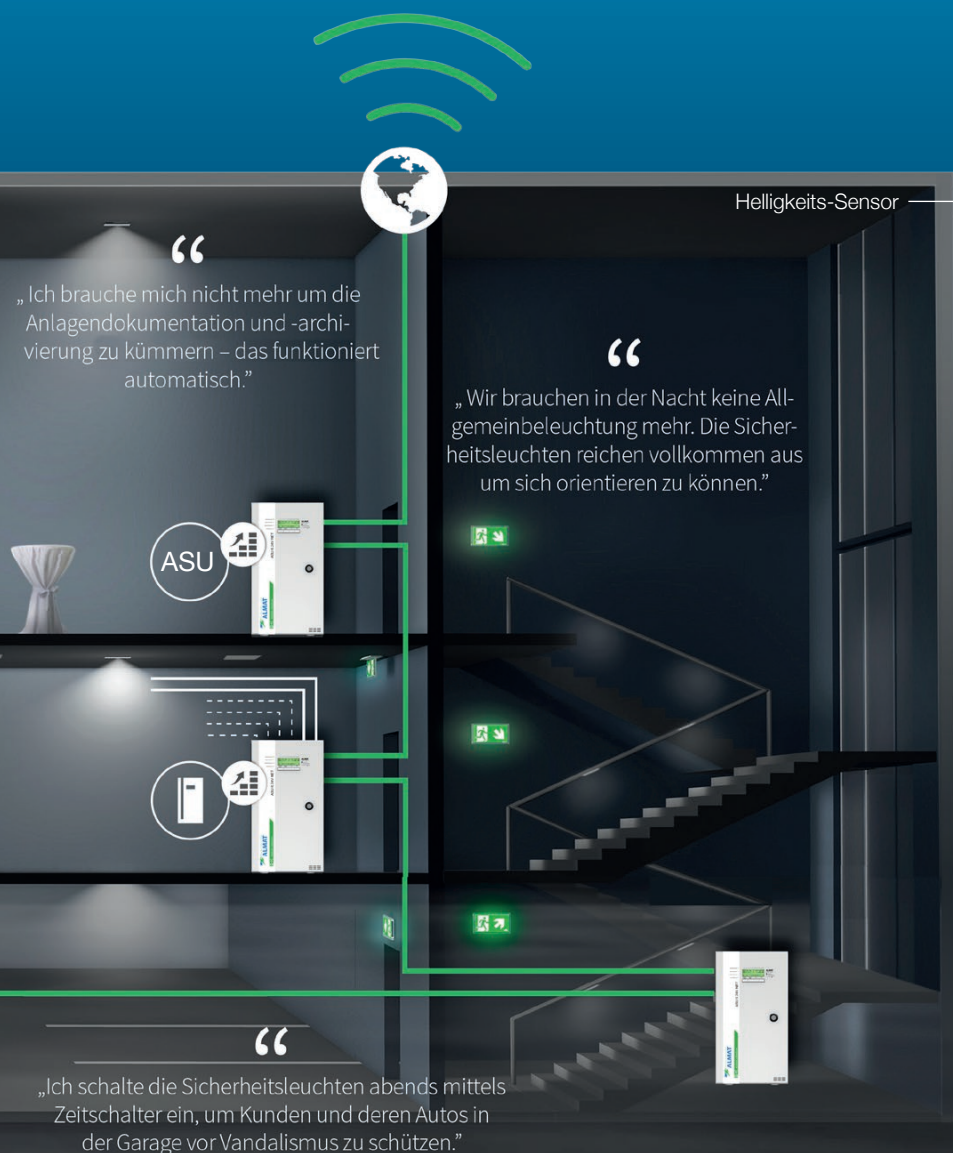 Helligkeits-Sensor
“
„ Ich brauche mich nicht mehr um die
Anlagendokumentation und -archi-
vierung zu kümmern – das funktioniert
automatisch.”
“
„ Wir brauchen in der Nacht keine All-
gemeinbeleuchtung mehr. Die Sicher-
heitsleuchten reichen vollkommen aus
um sich orientieren zu können.”
ASU
ALMAT
ALMAT
ALMAT
“
„Ich schalte die Sicherheitsleuchten abends mittels
Zeitschalter ein, um Kunden und deren Autos in
der Garage vor Vandalismus zu schützen.”